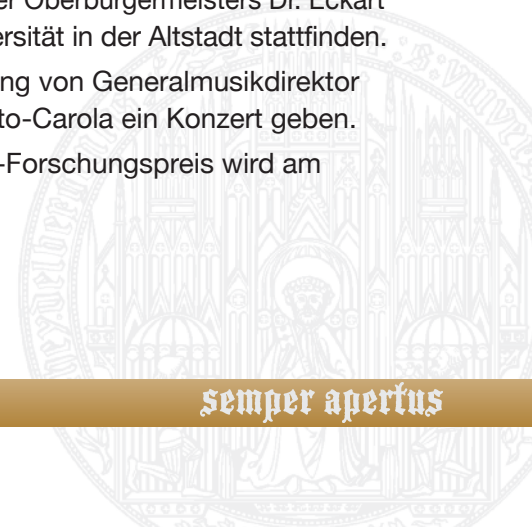 er Oberbürgermeisters Dr. Eckart
ersität in der Altstadt stattfinden.
ng von Generalmusikdirektor
to-Carola ein Konzert geben.
-Forschungspreis wird am
semper apertus